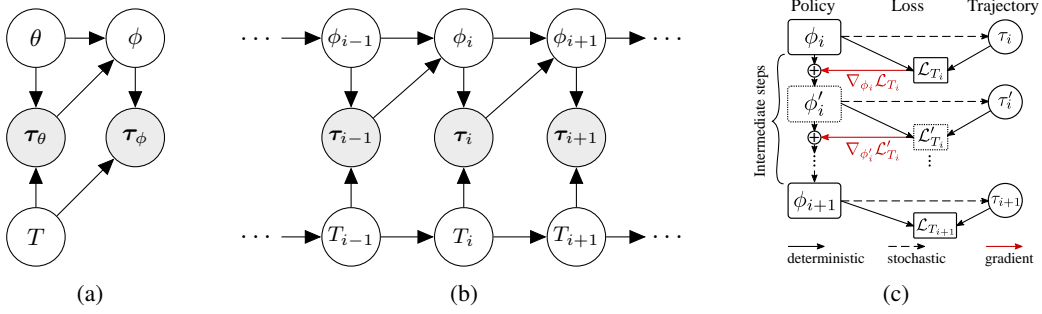 θ ϕ
τ_θ τ_ϕ
T
(a)
··· ϕ_{i−1} ϕ_i ϕ_{i+1} ···
τ_{i−1} τ_i τ_{i+1}
··· T_{i−1} T_i T_{i+1} ···
(b)
Policy Loss Trajectory
Intermediate steps
ϕ_i τ_i
ℒ_{T_i}
+ ∇_{ϕ_i}ℒ_{T_i}
ϕ′_i τ′_i
ℒ′_{T_i}
+ ∇_{ϕ′_i}ℒ′_{T_i}
⋮ ⋮
ϕ_{i+1} τ_{i+1}
ℒ_{T_{i+1}}
deterministic stochastic gradient
(c)